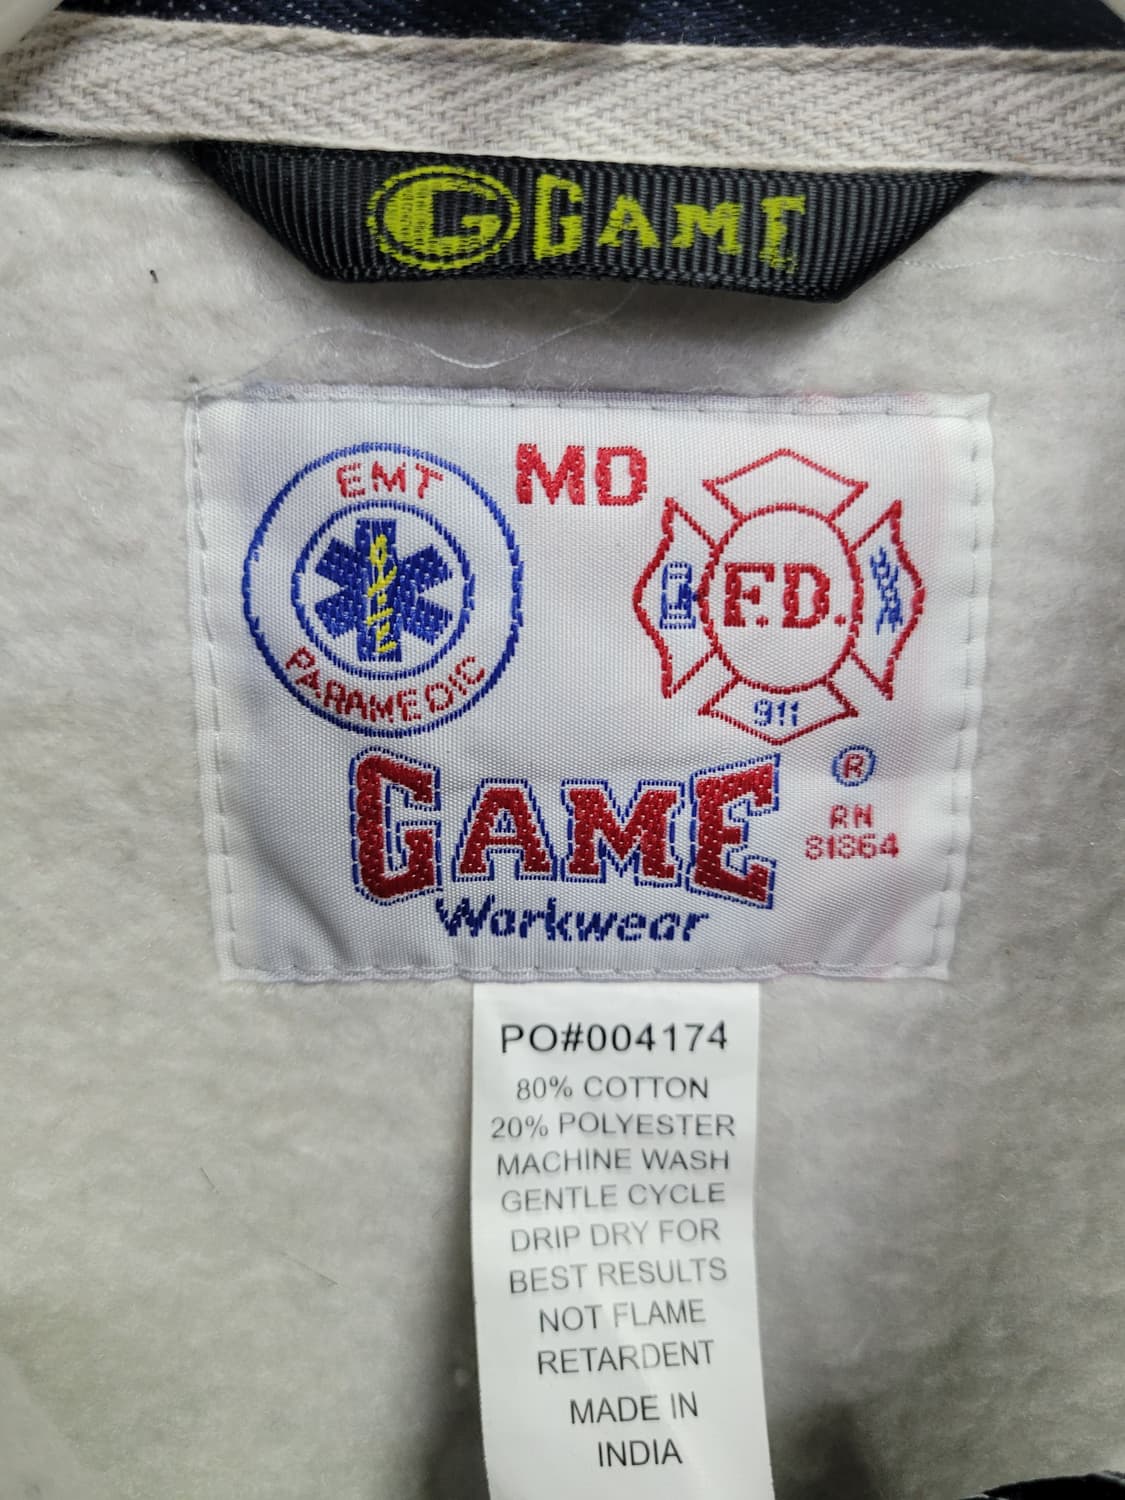 G GAME
EMT
PARAMEDIC
MD
F.D.
911
GAME ®
Workwear
RN
81864
PO#004174
80% COTTON
20% POLYESTER
MACHINE WASH
GENTLE CYCLE
DRIP DRY FOR
BEST RESULTS
NOT FLAME
RETARDENT
MADE IN
INDIA